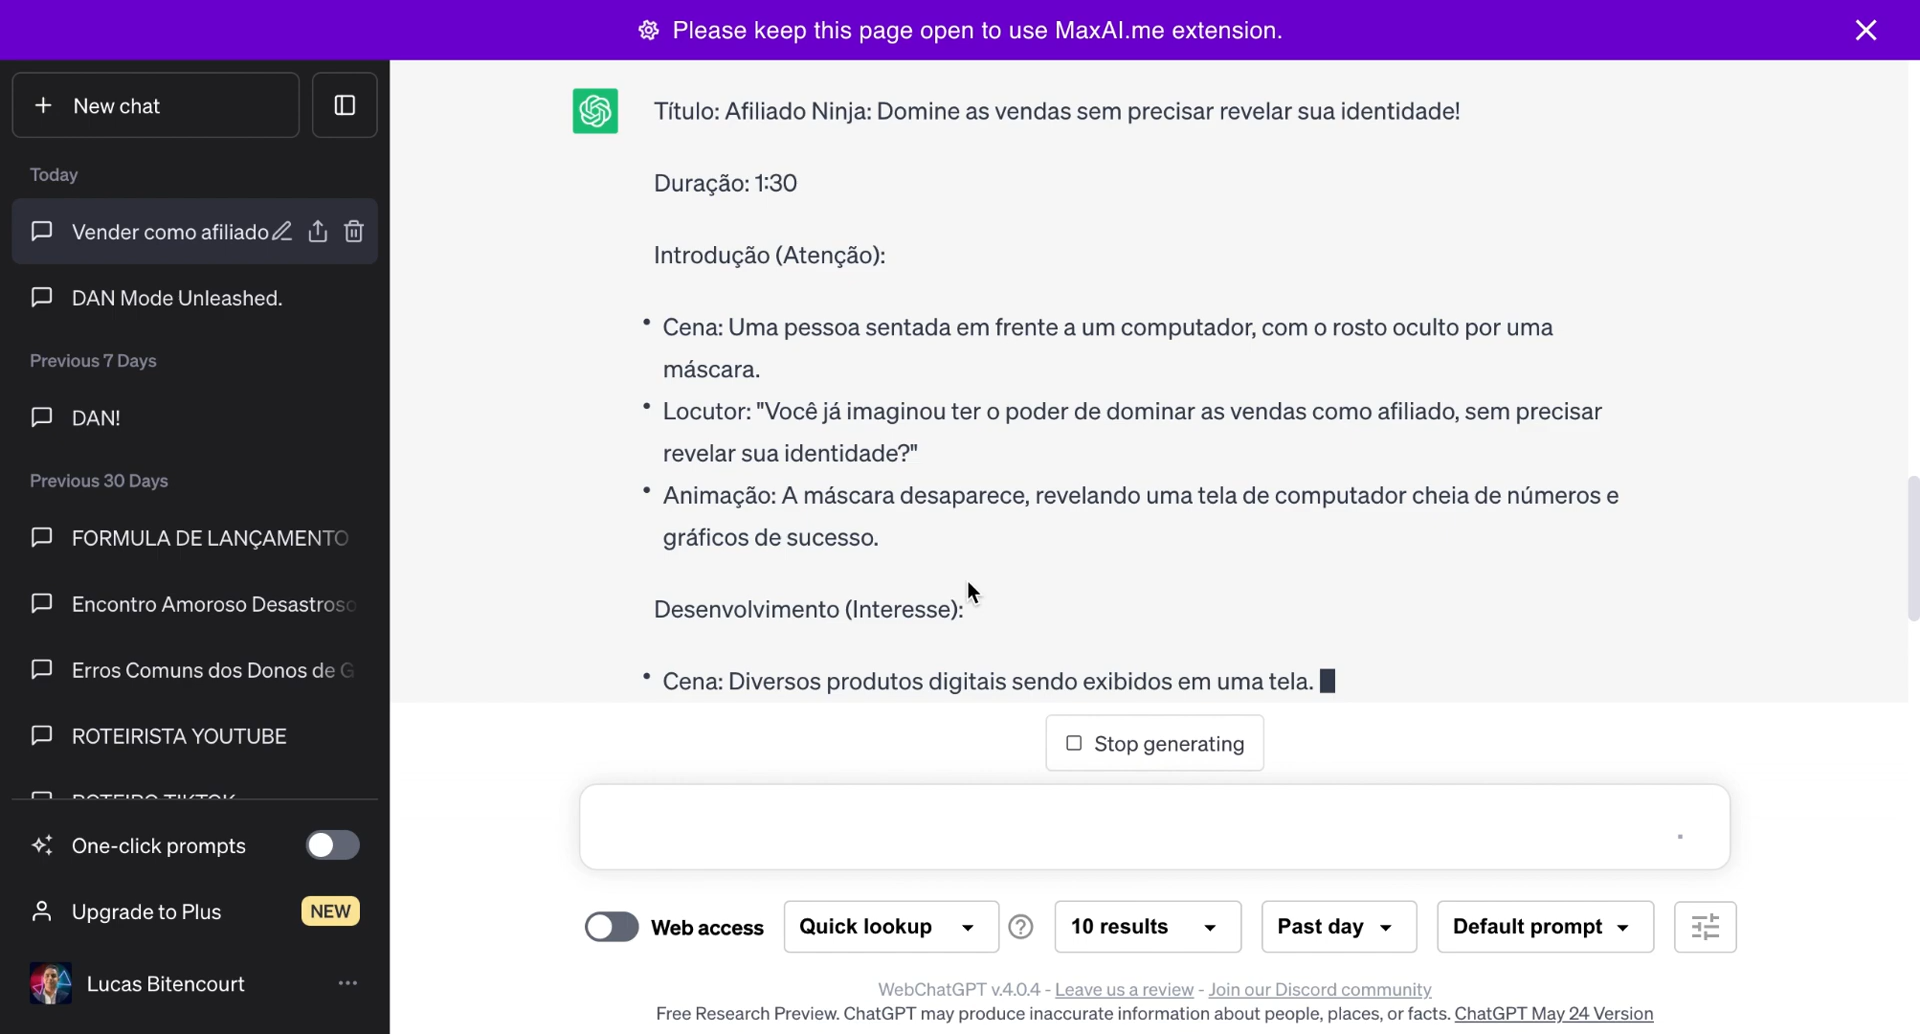 Please keep this page open to use MaxAI.me extension.
New chat
Today
Vender como afiliado
DAN Mode Unleashed.
Previous 7 Days
DAN!
Previous 30 Days
FORMULA DE LANÇAMENTO
Encontro Amoroso Desastroso
Erros Comuns dos Donos de G
ROTEIRISTA YOUTUBE
ROTEIRO TIKTOK
One-click prompts
Upgrade to Plus NEW
Lucas Bitencourt
Título: Afiliado Ninja: Domine as vendas sem precisar revelar sua identidade!
Duração: 1:30
Introdução (Atenção):
• Cena: Uma pessoa sentada em frente a um computador, com o rosto oculto por uma
máscara.
• Locutor: "Você já imaginou ter o poder de dominar as vendas como afiliado, sem precisar
revelar sua identidade?"
• Animação: A máscara desaparece, revelando uma tela de computador cheia de números e
gráficos de sucesso.
Desenvolvimento (Interesse):
• Cena: Diversos produtos digitais sendo exibidos em uma tela.
Stop generating
Web access Quick lookup 10 results Past day Default prompt
WebChatGPT v.4.0.4 - Leave us a review - Join our Discord community
Free Research Preview. ChatGPT may produce inaccurate information about people, places, or facts. ChatGPT May 24 Version